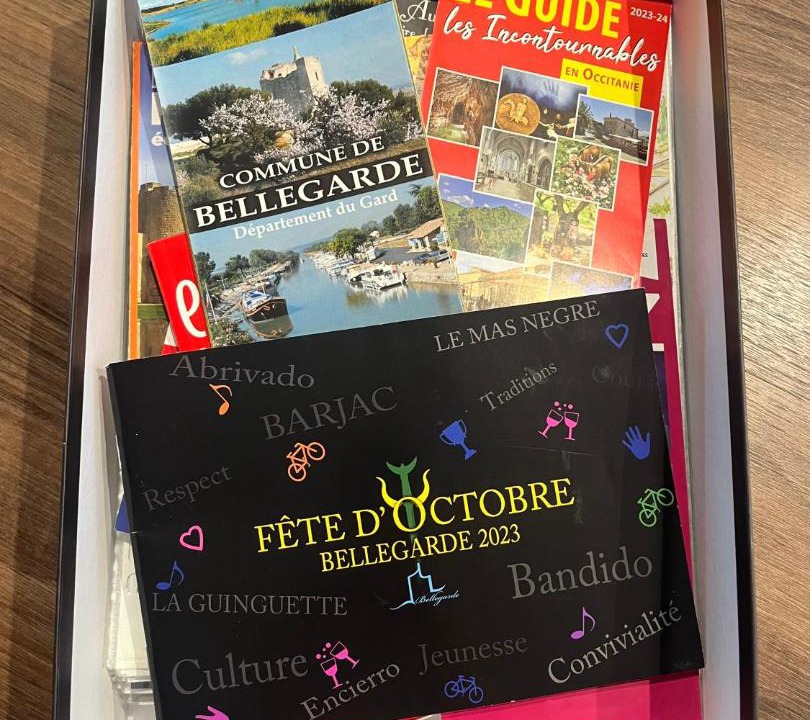 LE GUIDE
2023-24
les Incontournables
EN OCCITANIE
COMMUNE DE
BELLEGARDE
Département du Gard
e
LE MAS NEGRE
Abrivado
Traditions
BARJAC
Respect
FÊTE D'OCTOBRE
BELLEGARDE 2023
Bellegarde
Bandido
LA GUINGUETTE
Convivialité
Jeunesse
Culture
Encierro